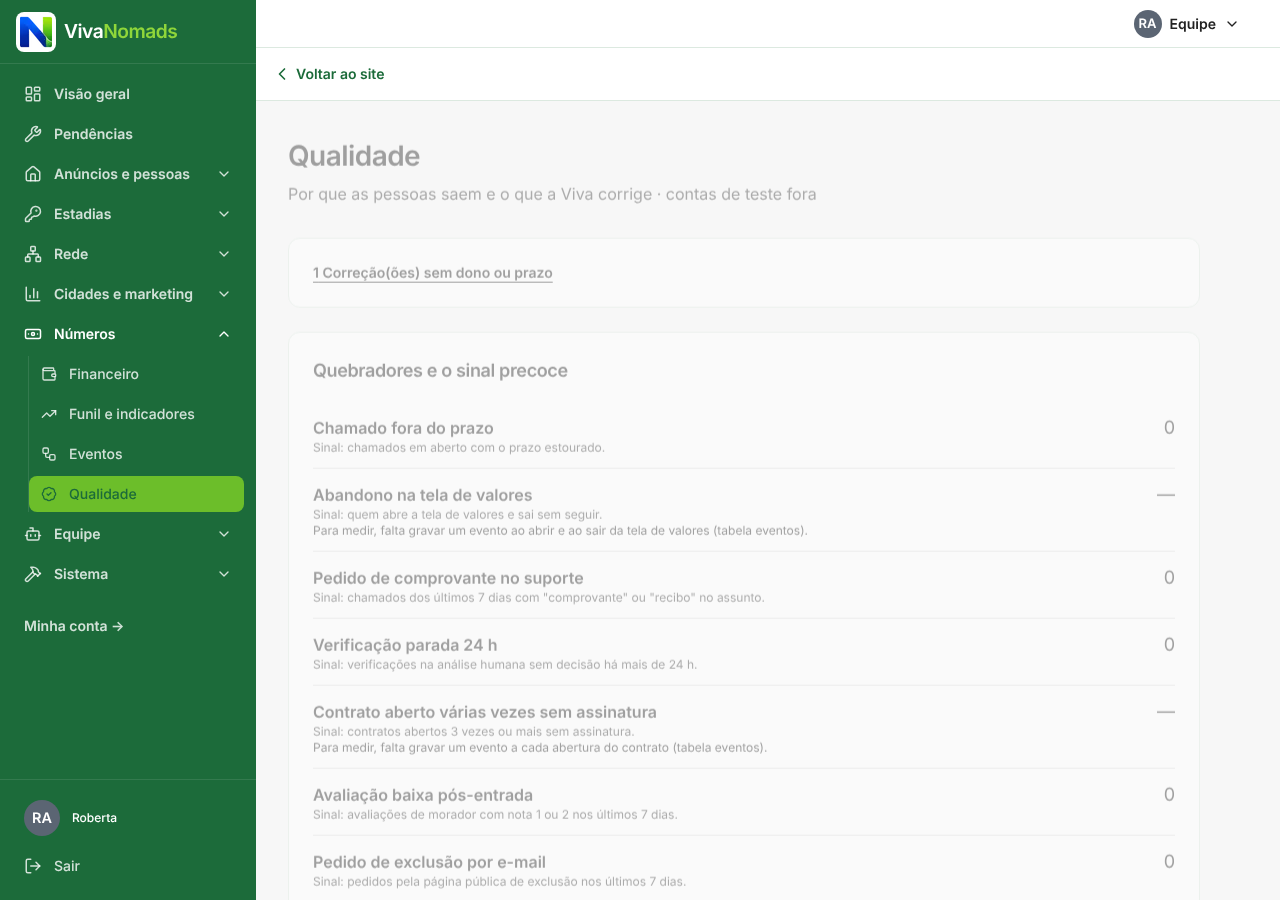 VivaNomads
RA Equipe
Voltar ao site
Visão geral
Pendências
Anúncios e pessoas
Estadias
Rede
Cidades e marketing
Números
Financeiro
Funil e indicadores
Eventos
Qualidade
Equipe
Sistema
Minha conta →
RA Roberta
Sair
Qualidade
Por que as pessoas saem e o que a Viva corrige · contas de teste fora
1 Correção(ões) sem dono ou prazo
Quebradores e o sinal precoce
Chamado fora do prazo 0
Sinal: chamados em aberto com o prazo estourado.
Abandono na tela de valores —
Sinal: quem abre a tela de valores e sai sem seguir.
Para medir, falta gravar um evento ao abrir e ao sair da tela de valores (tabela eventos).
Pedido de comprovante no suporte 0
Sinal: chamados dos últimos 7 dias com "comprovante" ou "recibo" no assunto.
Verificação parada 24 h 0
Sinal: verificações na análise humana sem decisão há mais de 24 h.
Contrato aberto várias vezes sem assinatura —
Sinal: contratos abertos 3 vezes ou mais sem assinatura.
Para medir, falta gravar um evento a cada abertura do contrato (tabela eventos).
Avaliação baixa pós-entrada 0
Sinal: avaliações de morador com nota 1 ou 2 nos últimos 7 dias.
Pedido de exclusão por e-mail 0
Sinal: pedidos pela página pública de exclusão nos últimos 7 dias.